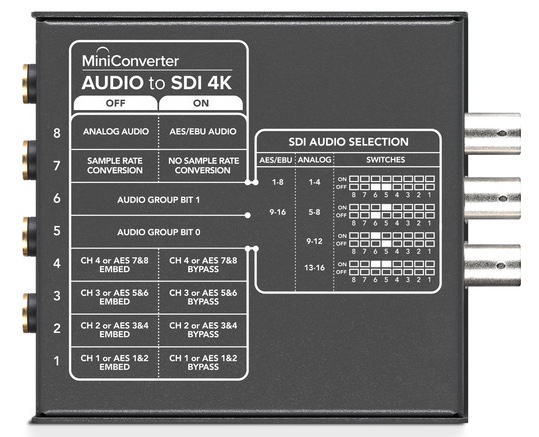 MiniConverter
AUDIO to SDI 4K
OFF ON
8 ANALOG AUDIO AES/EBU AUDIO
7 SAMPLE RATE CONVERSION NO SAMPLE RATE CONVERSION
6 AUDIO GROUP BIT 1
5 AUDIO GROUP BIT 0
4 CH 4 or AES 7&8 EMBED CH 4 or AES 7&8 BYPASS
3 CH 3 or AES 5&6 EMBED CH 3 or AES 5&6 BYPASS
2 CH 2 or AES 3&4 EMBED CH 2 or AES 3&4 BYPASS
1 CH 1 or AES 1&2 EMBED CH 1 or AES 1&2 BYPASS
SDI AUDIO SELECTION
AES/EBU ANALOG SWITCHES
1-8 1-4 ON
OFF
8 7 6 5 4 3 2 1
9-16 5-8 ON
OFF
8 7 6 5 4 3 2 1
9-12 ON
OFF
8 7 6 5 4 3 2 1
13-16 ON
OFF
8 7 6 5 4 3 2 1